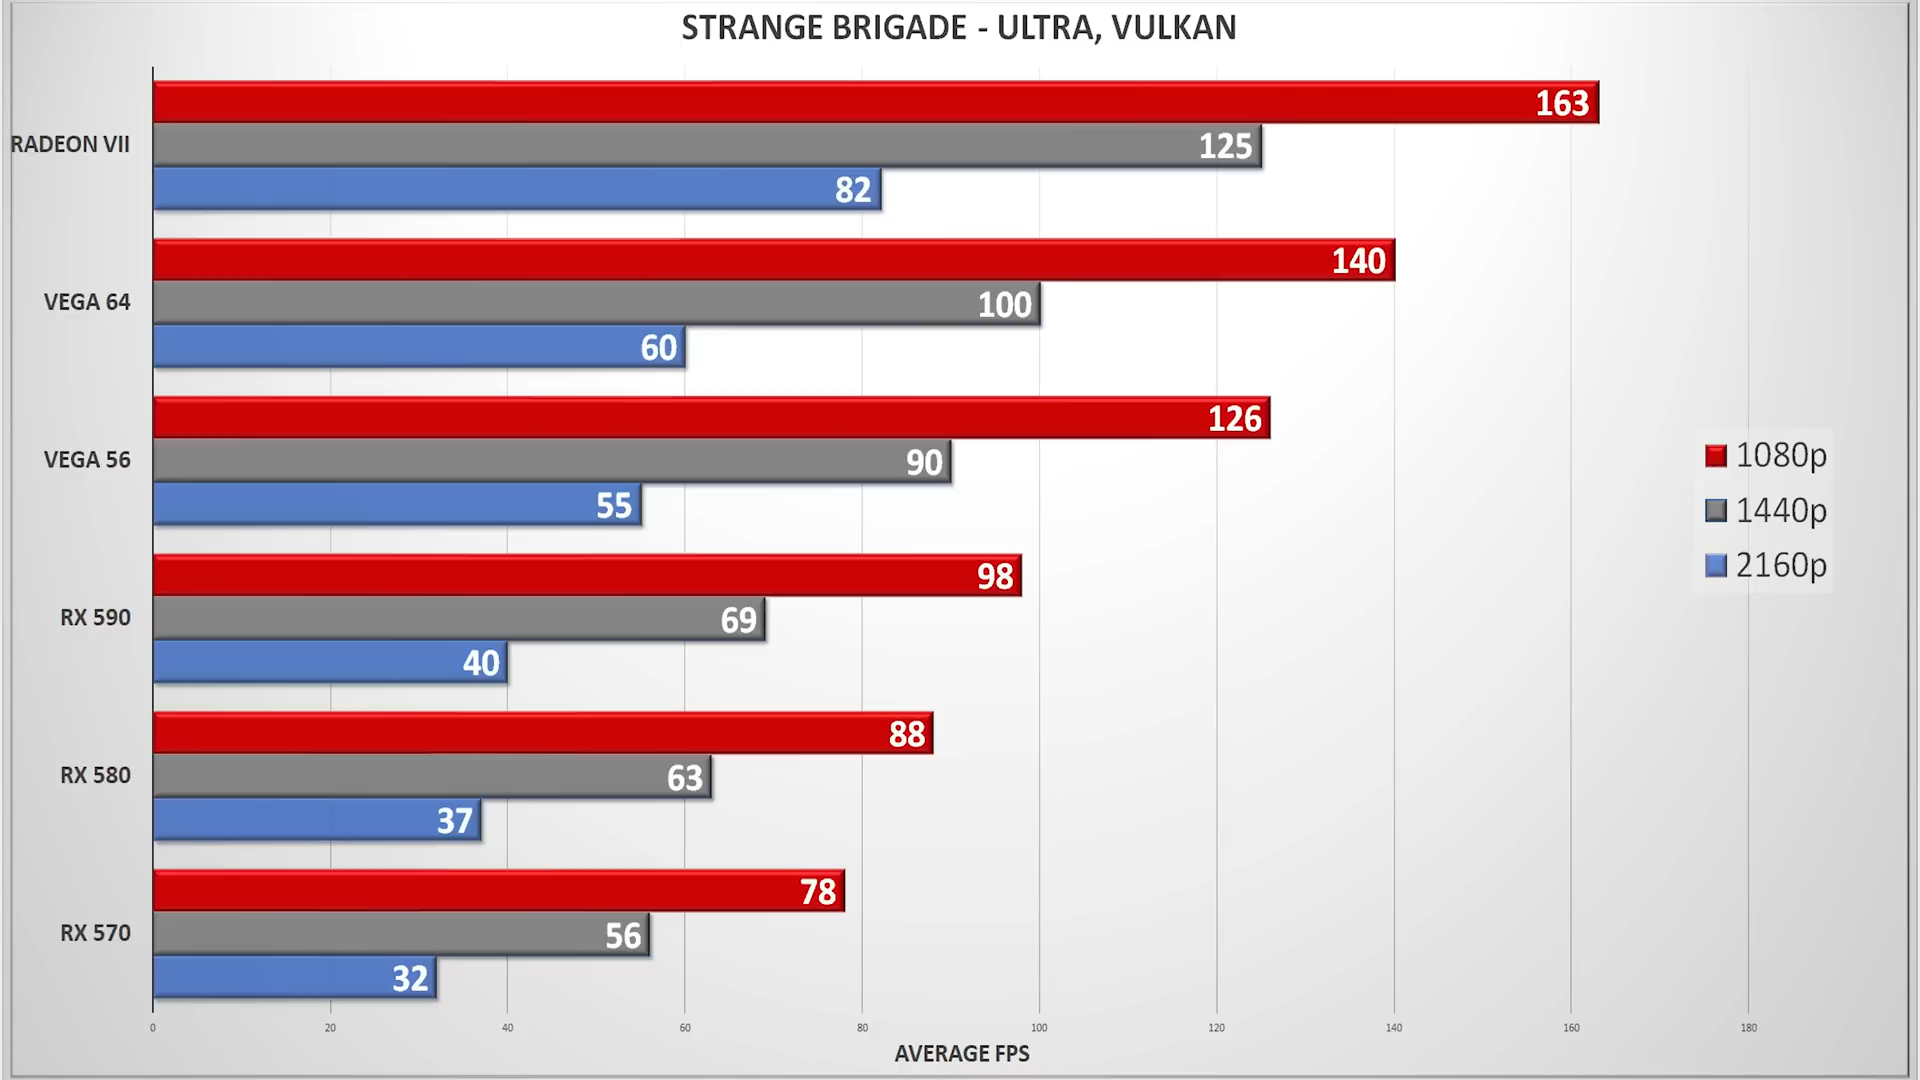 STRANGE BRIGADE - ULTRA, VULKAN
RADEON VII
163
125
82
VEGA 64
140
100
60
VEGA 56
126
90
55
RX 590
98
69
40
RX 580
88
63
37
RX 570
78
56
32
1080p
1440p
2160p
0 20 40 60 80 100 120 140 160 180
AVERAGE FPS